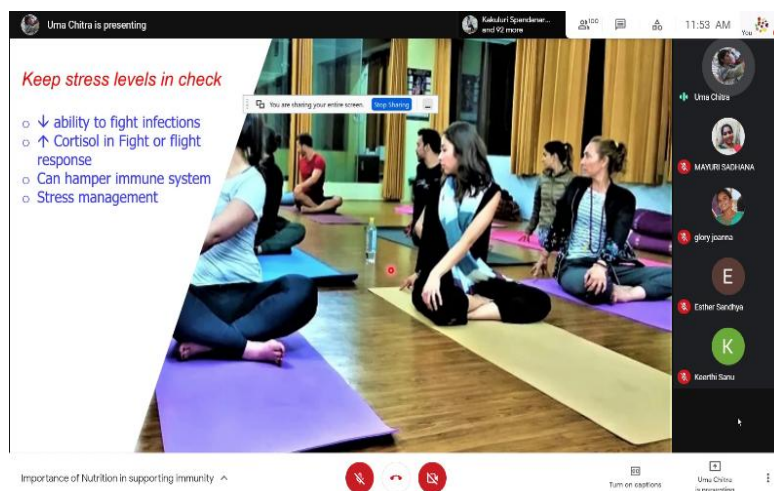 Uma Chitra is presenting
Kakuluri Spandanar...
and 92 more
100
11:53 AM
You
Keep stress levels in check
↓ ability to fight infections
↑ Cortisol in Fight or flight
response
Can hamper immune system
Stress management
You are sharing your entire screen.
Stop Sharing
Uma Chitra
MAYURI SADHANA
glory joanna
E
Esther Sandhya
K
Keerthi Sanu
Importance of Nutrition in supporting immunity
Turn on captions
Uma Chitra
is presenting